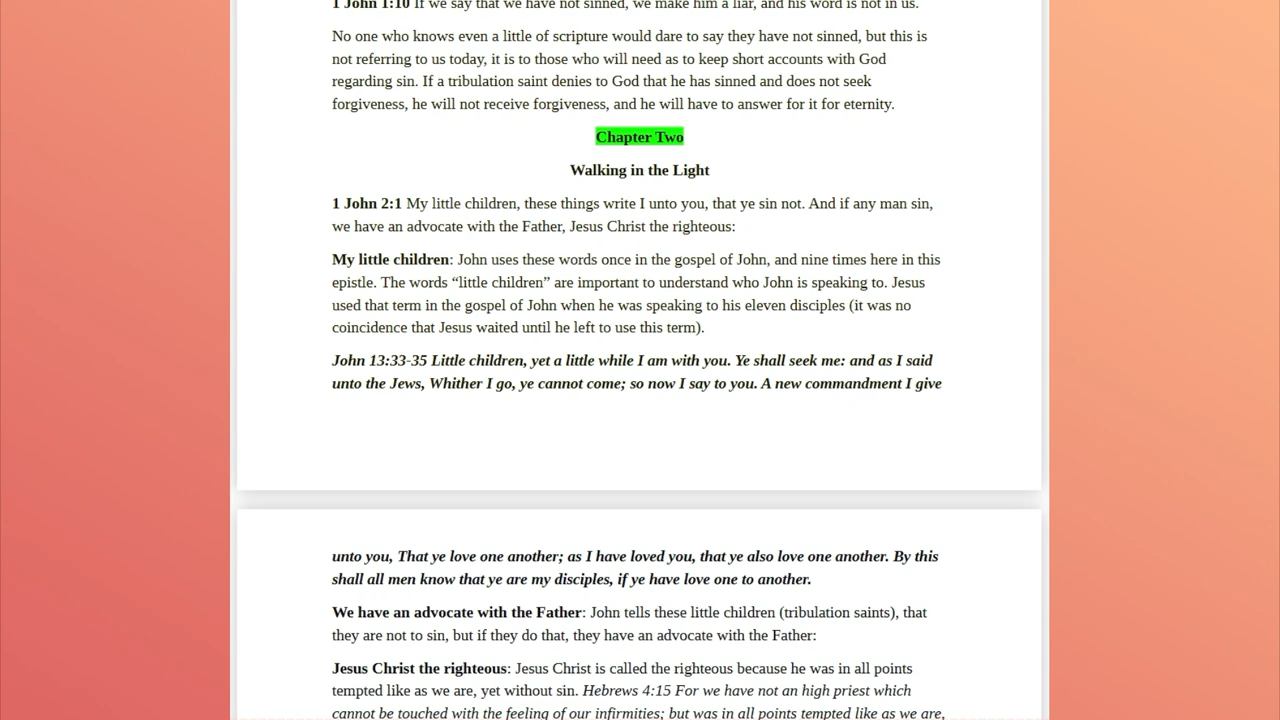 1 John 1:10 If we say that we have not sinned, we make him a liar, and his word is not in us.
No one who knows even a little of scripture would dare to say they have not sinned, but this is
not referring to us today, it is to those who will need as to keep short accounts with God
regarding sin. If a tribulation saint denies to God that he has sinned and does not seek
forgiveness, he will not receive forgiveness, and he will have to answer for it for eternity.
Chapter Two
Walking in the Light
1 John 2:1 My little children, these things write I unto you, that ye sin not. And if any man sin,
we have an advocate with the Father, Jesus Christ the righteous:
My little children: John uses these words once in the gospel of John, and nine times here in this
epistle. The words “little children” are important to understand who John is speaking to. Jesus
used that term in the gospel of John when he was speaking to his eleven disciples (it was no
coincidence that Jesus waited until he left to use this term).
John 13:33-35 Little children, yet a little while I am with you. Ye shall seek me: and as I said
unto the Jews, Whither I go, ye cannot come; so now I say to you. A new commandment I give
unto you, That ye love one another; as I have loved you, that ye also love one another. By this
shall all men know that ye are my disciples, if ye have love one to another.
We have an advocate with the Father: John tells these little children (tribulation saints), that
they are not to sin, but if they do that, they have an advocate with the Father:
Jesus Christ the righteous: Jesus Christ is called the righteous because he was in all points
tempted like as we are, yet without sin. Hebrews 4:15 For we have not an high priest which
cannot be touched with the feeling of our infirmities; but was in all points tempted like as we are,